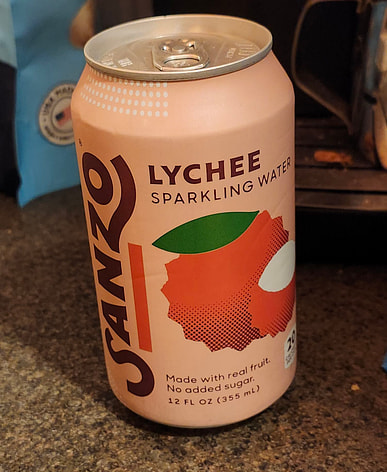 SANZO
LYCHEE
SPARKLING WATER
Made with real fruit.
No added sugar.
12 FL OZ (355 mL)